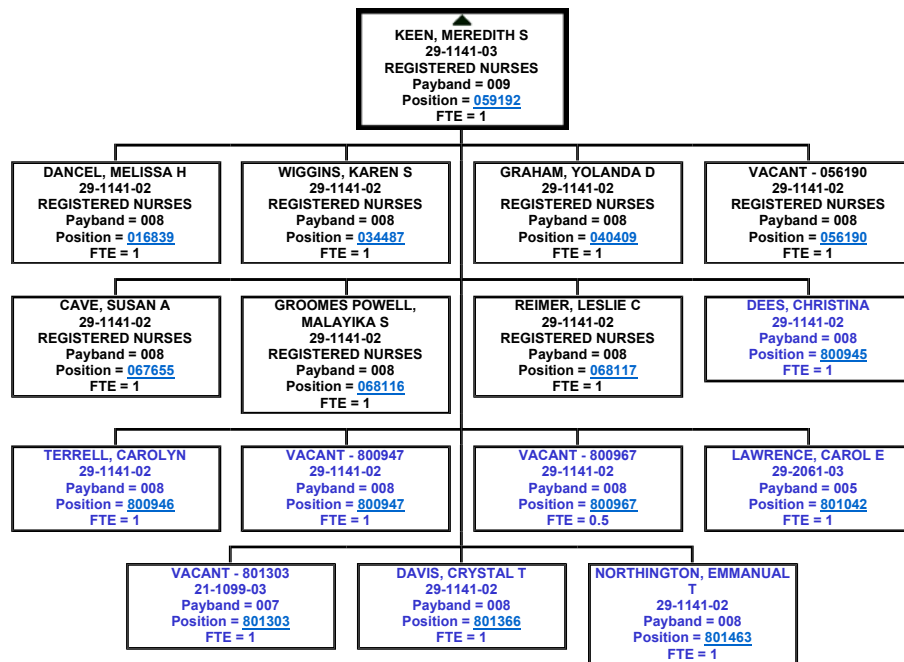 KEEN, MEREDITH S
29-1141-03
REGISTERED NURSES
Payband = 009
Position = 059192
FTE = 1
DANCEL, MELISSA H
29-1141-02
REGISTERED NURSES
Payband = 008
Position = 016839
FTE = 1
WIGGINS, KAREN S
29-1141-02
REGISTERED NURSES
Payband = 008
Position = 034487
FTE = 1
GRAHAM, YOLANDA D
29-1141-02
REGISTERED NURSES
Payband = 008
Position = 040409
FTE = 1
VACANT - 056190
29-1141-02
REGISTERED NURSES
Payband = 008
Position = 056190
FTE = 1
CAVE, SUSAN A
29-1141-02
REGISTERED NURSES
Payband = 008
Position = 067655
FTE = 1
GROOMES POWELL,
MALAYIKA S
29-1141-02
REGISTERED NURSES
Payband = 008
Position = 068116
FTE = 1
REIMER, LESLIE C
29-1141-02
REGISTERED NURSES
Payband = 008
Position = 068117
FTE = 1
DEES, CHRISTINA
29-1141-02
Payband = 008
Position = 800945
FTE = 1
TERRELL, CAROLYN
29-1141-02
Payband = 008
Position = 800946
FTE = 1
VACANT - 800947
29-1141-02
Payband = 008
Position = 800947
FTE = 1
VACANT - 800967
29-1141-02
Payband = 008
Position = 800967
FTE = 0.5
LAWRENCE, CAROL E
29-2061-03
Payband = 005
Position = 801042
FTE = 1
VACANT - 801303
21-1099-03
Payband = 007
Position = 801303
FTE = 1
DAVIS, CRYSTAL T
29-1141-02
Payband = 008
Position = 801366
FTE = 1
NORTHINGTON, EMMANUAL
T
29-1141-02
Payband = 008
Position = 801463
FTE = 1